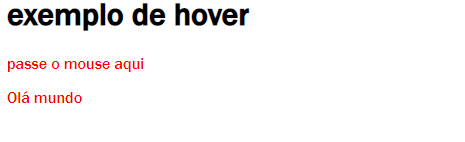 exemplo de hover
passe o mouse aqui
Olá mundo